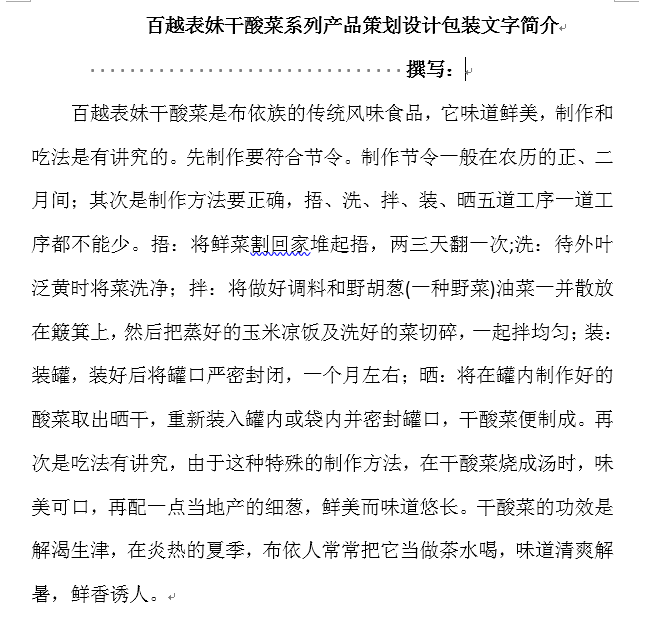 百越表妹干酸菜系列产品策划设计包装文字简介
撰写：
百越表妹干酸菜是布依族的传统风味食品，它味道鲜美，制作和
吃法是有讲究的。先制作要符合节令。制作节令一般在农历的正、二
月间；其次是制作方法要正确，捂、洗、拌、装、晒五道工序一道工
序都不能少。捂：将鲜菜割回家堆起捂，两三天翻一次;洗：待外叶
泛黄时将菜洗净；拌：将做好调料和野胡葱(一种野菜)油菜一并散放
在簸箕上，然后把蒸好的玉米凉饭及洗好的菜切碎，一起拌均匀；装：
装罐，装好后将罐口严密封闭，一个月左右；晒：将在罐内制作好的
酸菜取出晒干，重新装入罐内或袋内并密封罐口，干酸菜便制成。再
次是吃法有讲究，由于这种特殊的制作方法，在干酸菜烧成汤时，味
美可口，再配一点当地产的细葱，鲜美而味道悠长。干酸菜的功效是
解渴生津，在炎热的夏季，布依人常常把它当做茶水喝，味道清爽解
暑，鲜香诱人。